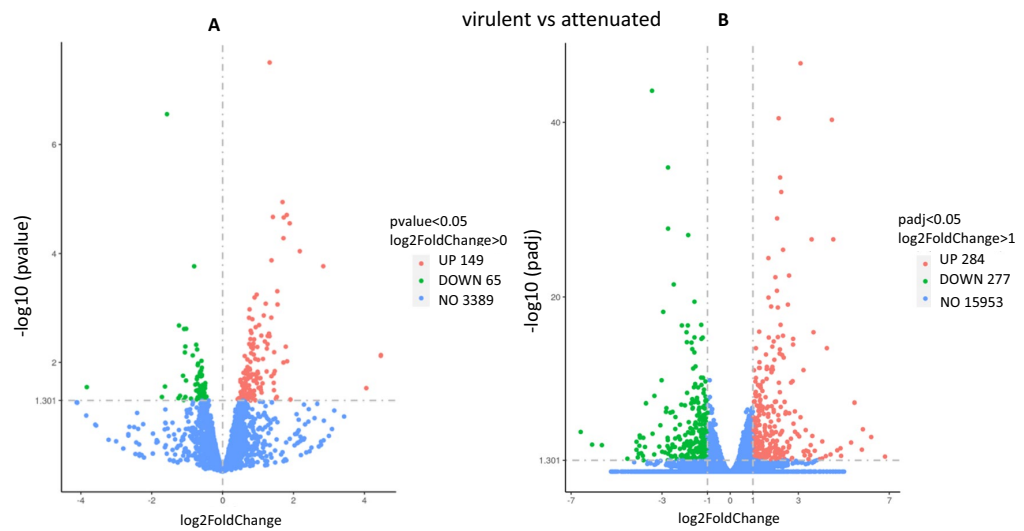 virulent vs attenuated
A
-log10 (pvalue)
6
4
2
1.301
-4
-2
0
2
4
log2FoldChange
pvalue<0.05
log2FoldChange>0
UP 149
DOWN 65
NO 3389
B
-log10 (padj)
40
20
1.301
-7
-3
-1
0
1
3
7
log2FoldChange
padj<0.05
log2FoldChange>1
UP 284
DOWN 277
NO 15953